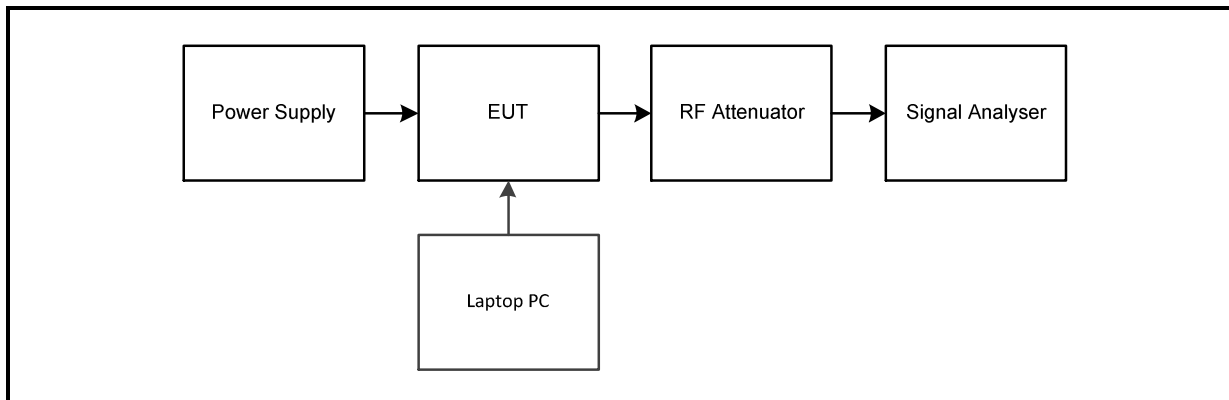 Power Supply
EUT
RF Attenuator
Signal Analyser
Laptop PC